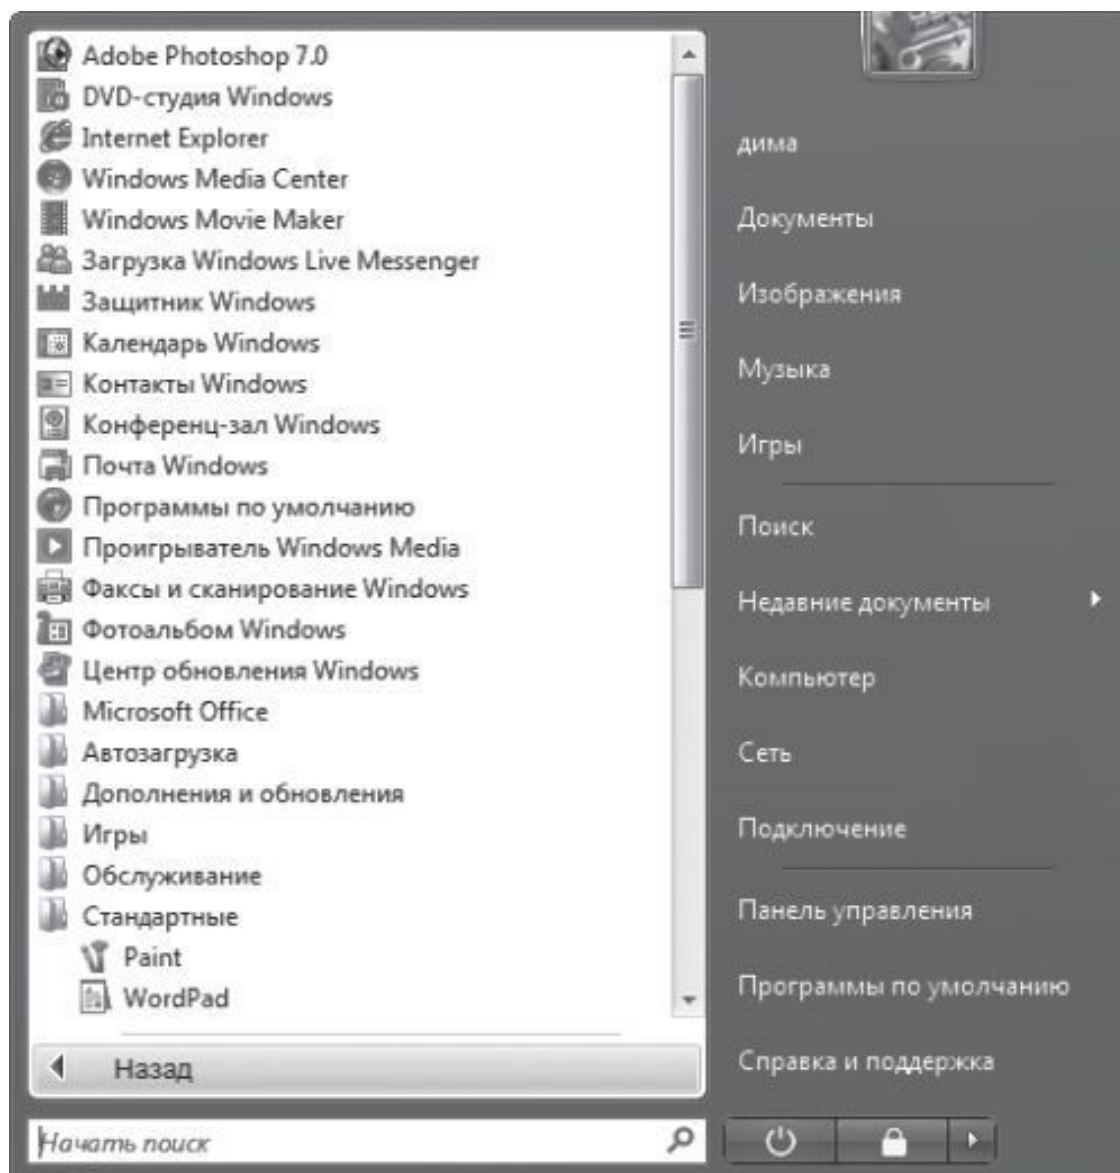 Adobe Photoshop 7.0
DVD-студия Windows
Internet Explorer
Windows Media Center
Windows Movie Maker
Загрузка Windows Live Messenger
Защитник Windows
Календарь Windows
Контакты Windows
Конференц-зал Windows
Почта Windows
Программы по умолчанию
Проигрыватель Windows Media
Факсы и сканирование Windows
Фотоальбом Windows
Центр обновления Windows
Microsoft Office
Автозагрузка
Дополнения и обновления
Игры
Обслуживание
Стандартные
Paint
WordPad
Назад
Начать поиск
дима
Документы
Изображения
Музыка
Игры
Поиск
Недавние документы
Компьютер
Сеть
Подключение
Панель управления
Программы по умолчанию
Справка и поддержка